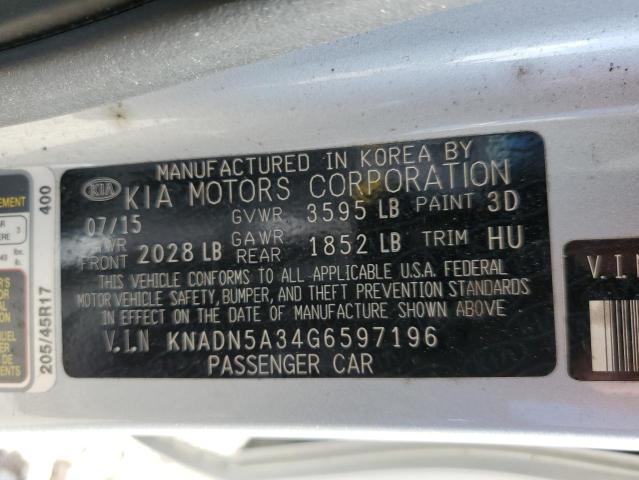 MANUFACTURED IN KOREA BY
KIA KIA MOTORS CORPORATION
07/15 GVWR 3595 LB PAINT 3D
GAWR FRONT 2028 LB GAWR REAR 1852 LB TRIM HU
THIS VEHICLE CONFORMS TO ALL APPLICABLE U.S.A. FEDERAL
MOTOR VEHICLE SAFETY, BUMPER, AND THEFT PREVENTION STANDARDS
IN EFFECT ON THE DATE OF MANUFACTURE SHOWN ABOVE
V.I.N KNADN5A34G6597196
PASSENGER CAR
400
205/45R17
V.I.N